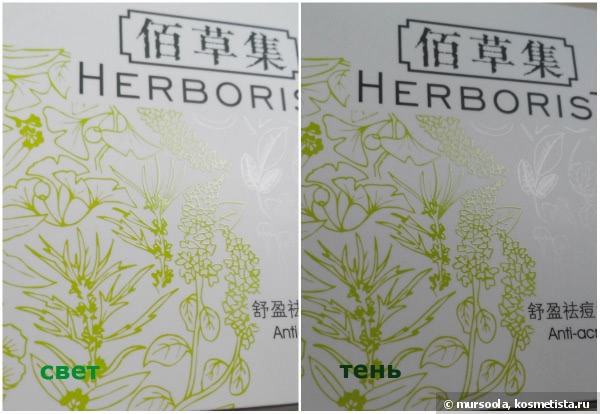 佰草集
HERBORIS
舒盈祛
Anti
свет
佰草集
HERBORIST
舒盈祛痘
Anti-acn
тень
© mursoola, kosmetista.ru